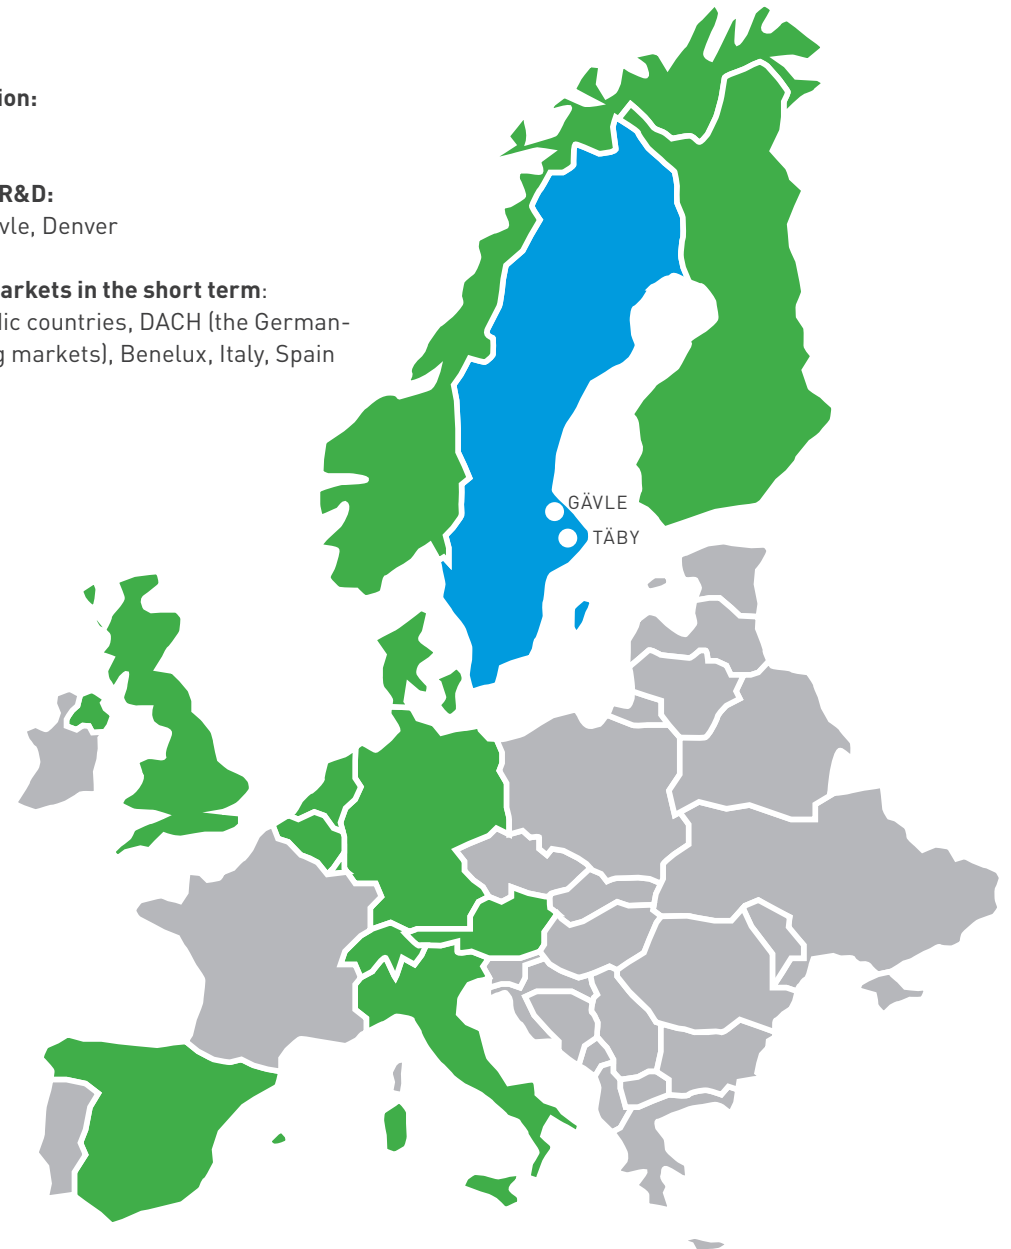 ion:
R&D:
vle, Denver
arkets in the short term:
lic countries, DACH (the German-
g markets), Benelux, Italy, Spain
GÄVLE
TÄBY